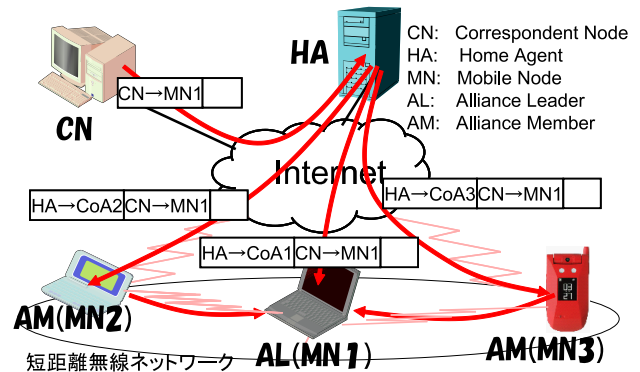 CN: Correspondent Node
HA: Home Agent
MN: Mobile Node
AL: Alliance Leader
AM: Alliance Member
HA
CN
CN→MN1
Internet
HA→CoA2 CN→MN1
HA→CoA3 CN→MN1
HA→CoA1 CN→MN1
09
21
AM(MN2)
AL(MN1)
AM(MN3)
短距離無線ネットワーク